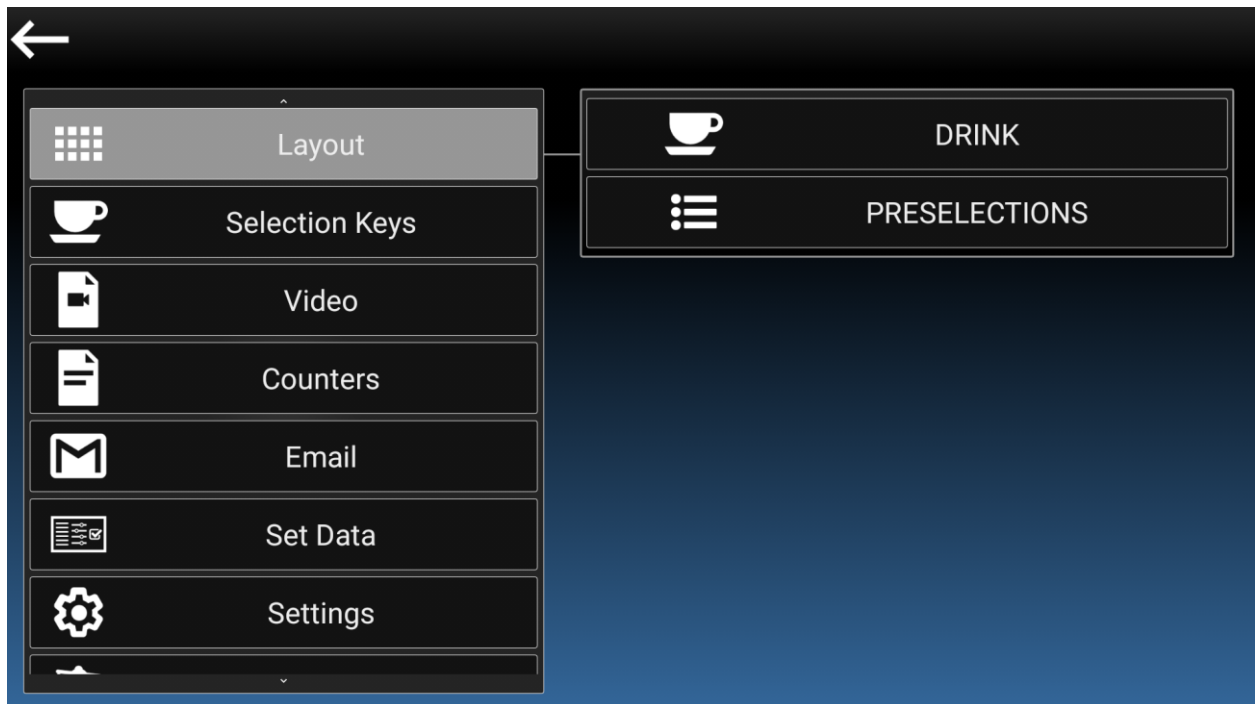 Layout
Selection Keys
Video
Counters
Email
Set Data
Settings
DRINK
PRESELECTIONS